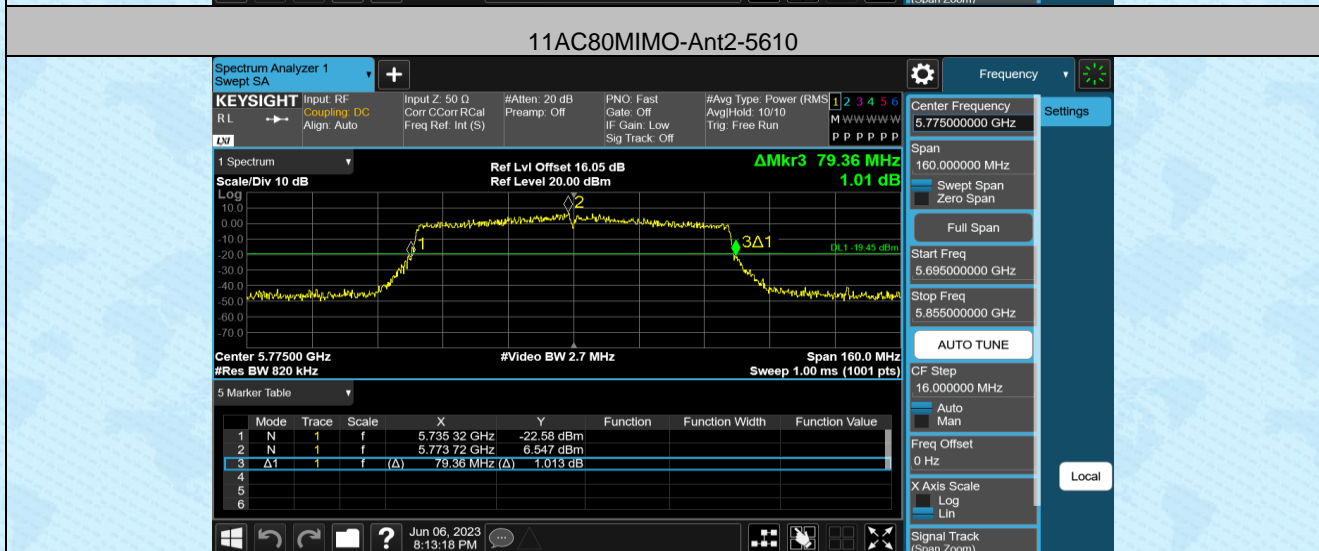 (Span Zoom)
11AC80MIMO-Ant2-5610
Spectrum Analyzer 1
Swept SA
Frequency
KEYSIGHT
R L
LXI
Input: RF
Coupling: DC
Align: Auto
Input Z: 50 Ω
Corr CCorr RCal
Freq Ref: Int (S)
#Atten: 20 dB
Preamp: Off
PNO: Fast
Gate: Off
IF Gain: Low
Sig Track: Off
#Avg Type: Power (RMS
Avg|Hold: 10/10
Trig: Free Run
1 2 3 4 5 6
M W W W W W
P P P P P P
Center Frequency
5.775000000 GHz
Settings
1 Spectrum
Scale/Div 10 dB
Ref Lvl Offset 16.05 dB
Ref Level 20.00 dBm
ΔMkr3 79.36 MHz
1.01 dB
Log
10.0
0.00
-10.0
-20.0
-30.0
-40.0
-50.0
-60.0
-70.0
2
1
3Δ1
DL1 -19.45 dBm
Center 5.77500 GHz
#Res BW 820 kHz
#Video BW 2.7 MHz
Span 160.0 MHz
Sweep 1.00 ms (1001 pts)
Span
160.000000 MHz
Swept Span
Zero Span
Full Span
Start Freq
5.695000000 GHz
Stop Freq
5.855000000 GHz
AUTO TUNE
CF Step
16.000000 MHz
Auto
Man
Freq Offset
0 Hz
X Axis Scale
Log
Lin
Signal Track
(Span Zoom)
Local
5 Marker Table
Mode Trace Scale X Y Function Function Width Function Value
1 N 1 f 5.735 32 GHz -22.58 dBm
2 N 1 f 5.773 72 GHz 6.547 dBm
3 Δ1 1 f (Δ) 79.36 MHz (Δ) 1.013 dB
4
5
6
?
Jun 06, 2023
8:13:18 PM